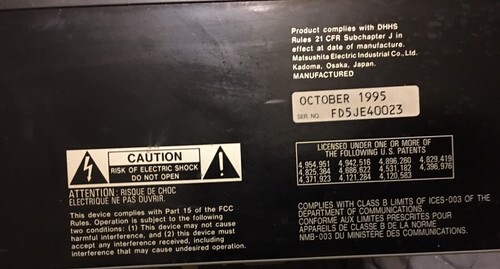 Product complies with DHHS
Rules 21 CFR Subchapter J in
effect at date of manufacture.
Matsushita Electric Industrial Co., Ltd.
Kadoma, Osaka, Japan.
MANUFACTURED
OCTOBER 1995
SER NO. FD5JE40023
LICENSED UNDER ONE OR MORE OF
THE FOLLOWING U.S. PATENTS
4,954,951 4,942,516 4,896,260 4,829,419
4,825,364 4,686,622 4,531,182 4,396,976
4,371,923 4,121,284 4,120,583
CAUTION
RISK OF ELECTRIC SHOCK
DO NOT OPEN
ATTENTION: RISQUE DE CHOC
ELECTRIQUE NE PAS OUVRIR.
This device complies with Part 15 of the FCC
Rules. Operation is subject to the following
two conditions: (1) This device may not cause
harmful interference, and (2) this device must
accept any interference received, including
interference that may cause undesired operation.
COMPLIES WITH CLASS B LIMITS OF ICES-003 OF THE
DEPARTMENT OF COMMUNICATIONS.
CONFORME AUX LIMITES PRESCRITES POUR
APPAREILS DE CLASSE B DE LA NORME
NMB-003 DU MINISTERE DES COMMUNICATIONS.